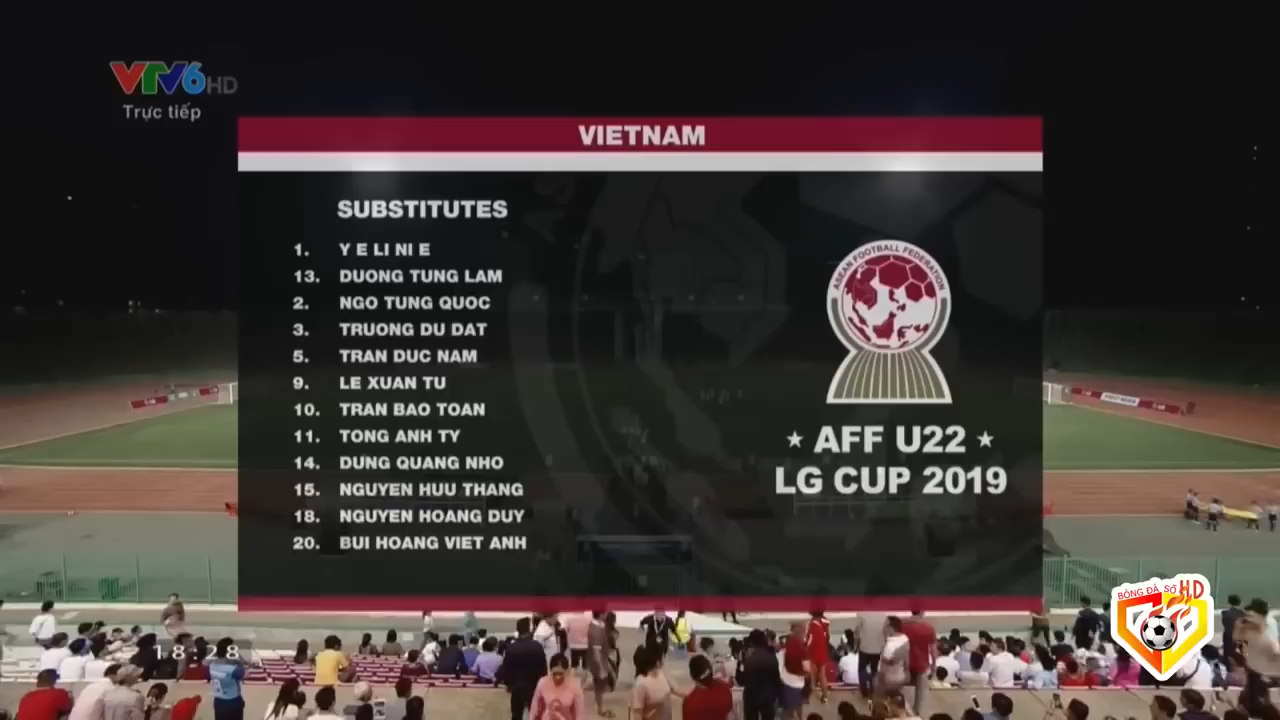 VTV6HD
Trực tiếp
VIETNAM
SUBSTITUTES
1. Y E LI NI E
13. DUONG TUNG LAM
2. NGO TUNG QUOC
3. TRUONG DU DAT
5. TRAN DUC NAM
9. LE XUAN TU
10. TRAN BAO TOAN
11. TONG ANH TY
14. DUNG QUANG NHO
15. NGUYEN HUU THANG
18. NGUYEN HOANG DUY
20. BUI HOANG VIET ANH
ASEAN FOOTBALL FEDERATION
AFF U22
LG CUP 2019
BÓNG ĐÁ SỐ HD
18:28